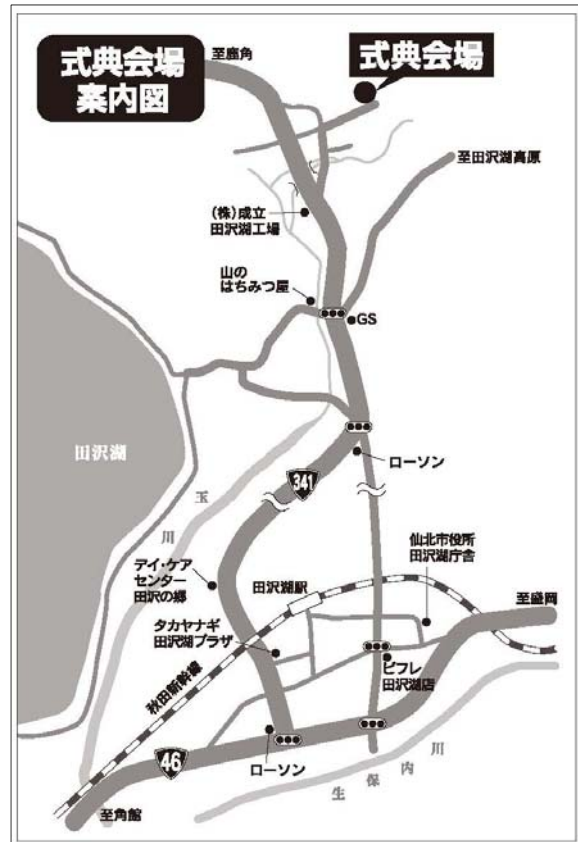 式典会場
案内図
至鹿角
式典会場
至田沢湖高原
(株)成立
田沢湖工場
山の
はちみつ屋
GS
田沢湖
ローソン
341
玉川
仙北市役所
田沢湖庁舎
デイ・ケア
センター
田沢の郷
田沢湖駅
至盛岡
タカヤナギ
田沢湖プラザ
ビフレ
田沢湖店
秋田新幹線
ローソン
46
生保内川
至角館